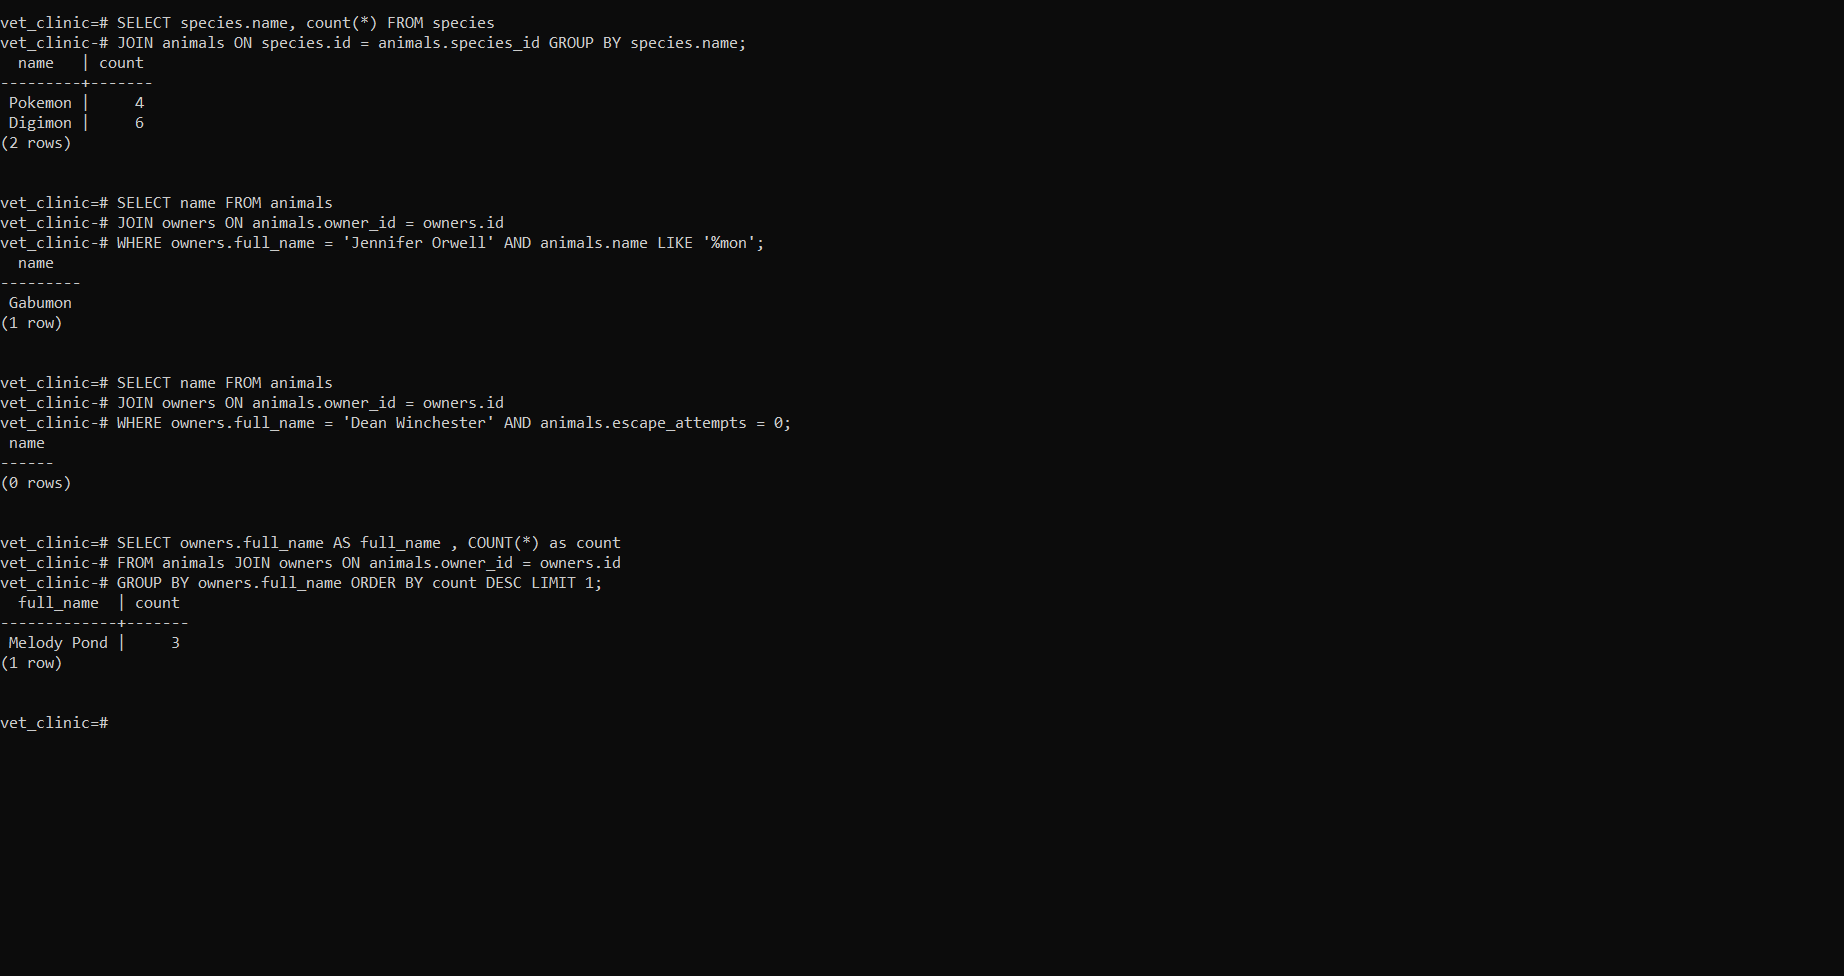 vet_clinic=# SELECT species.name, count(*) FROM species
vet_clinic-# JOIN animals ON species.id = animals.species_id GROUP BY species.name;
  name   | count
---------+-------
 Pokemon |     4
 Digimon |     6
(2 rows)
vet_clinic=# SELECT name FROM animals
vet_clinic-# JOIN owners ON animals.owner_id = owners.id
vet_clinic-# WHERE owners.full_name = 'Jennifer Orwell' AND animals.name LIKE '%mon';
  name
---------
 Gabumon
(1 row)
vet_clinic=# SELECT name FROM animals
vet_clinic-# JOIN owners ON animals.owner_id = owners.id
vet_clinic-# WHERE owners.full_name = 'Dean Winchester' AND animals.escape_attempts = 0;
 name
------
(0 rows)
vet_clinic=# SELECT owners.full_name AS full_name , COUNT(*) as count
vet_clinic-# FROM animals JOIN owners ON animals.owner_id = owners.id
vet_clinic-# GROUP BY owners.full_name ORDER BY count DESC LIMIT 1;
  full_name  | count
-------------+-------
 Melody Pond |     3
(1 row)
vet_clinic=#